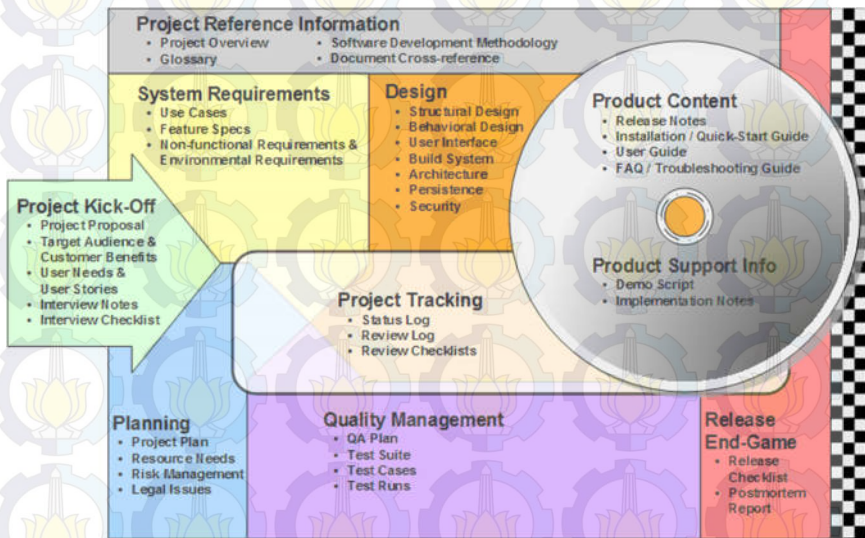 Project Reference Information
• Project Overview
• Glossary
• Software Development Methodology
• Document Cross-reference
System Requirements
• Use Cases
• Feature Specs
• Non-functional Requirements &
Environmental Requirements
Design
• Structural Design
• Behavioral Design
• User Interface
• Build System
• Architecture
• Persistence
• Security
Product Content
• Release Notes
• Installation / Quick-Start Guide
• User Guide
• FAQ / Troubleshooting Guide
Project Kick-Off
• Project Proposal
• Target Audience &
Customer Benefits
• User Needs &
User Stories
• Interview Notes
• Interview Checklist
Product Support Info
• Demo Script
• Implementation Notes
Project Tracking
• Status Log
• Review Log
• Review Checklists
Planning
• Project Plan
• Resource Needs
• Risk Management
• Legal Issues
Quality Management
• QA Plan
• Test Suite
• Test Cases
• Test Runs
Release
End-Game
• Release
Checklist
• Postmortem
Report